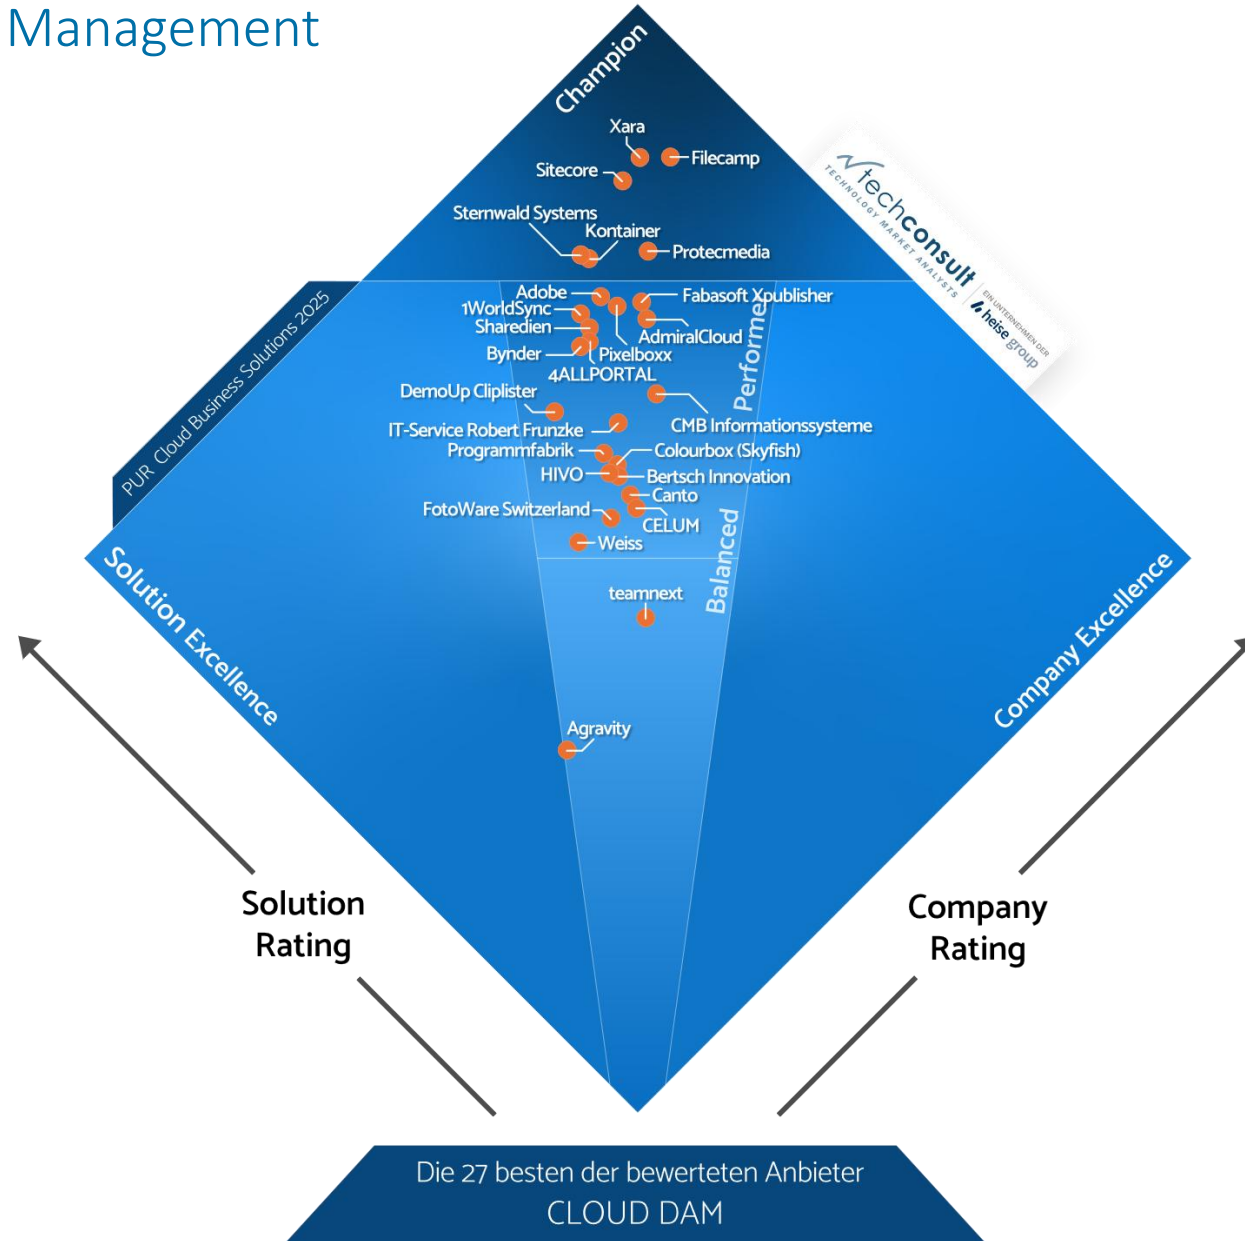 Management
Champion
Xara
Filecamp
Sitecore
Sternwald Systems
Kontainer
Protecmedia
techconsult
TECHNOLOGY MARKET ANALYSTS
EIN UNTERNEHMEN DER
heise group
PUR Cloud Business Solutions 2025
Adobe
Fabasoft Xpublisher
1WorldSync
Sharedien
AdmiralCloud
Bynder
Pixelboxx
4ALLPORTAL
Performer
DemoUp Cliplister
CMB Informationssysteme
IT-Service Robert Frunzke
Programmfabrik
Colourbox (Skyfish)
HIVO
Bertsch Innovation
Canto
FotoWare Switzerland
CELUM
Weiss
Balanced
teamnext
Solution Excellence
Company Excellence
Agravity
Solution
Rating
Company
Rating
Die 27 besten der bewerteten Anbieter
CLOUD DAM